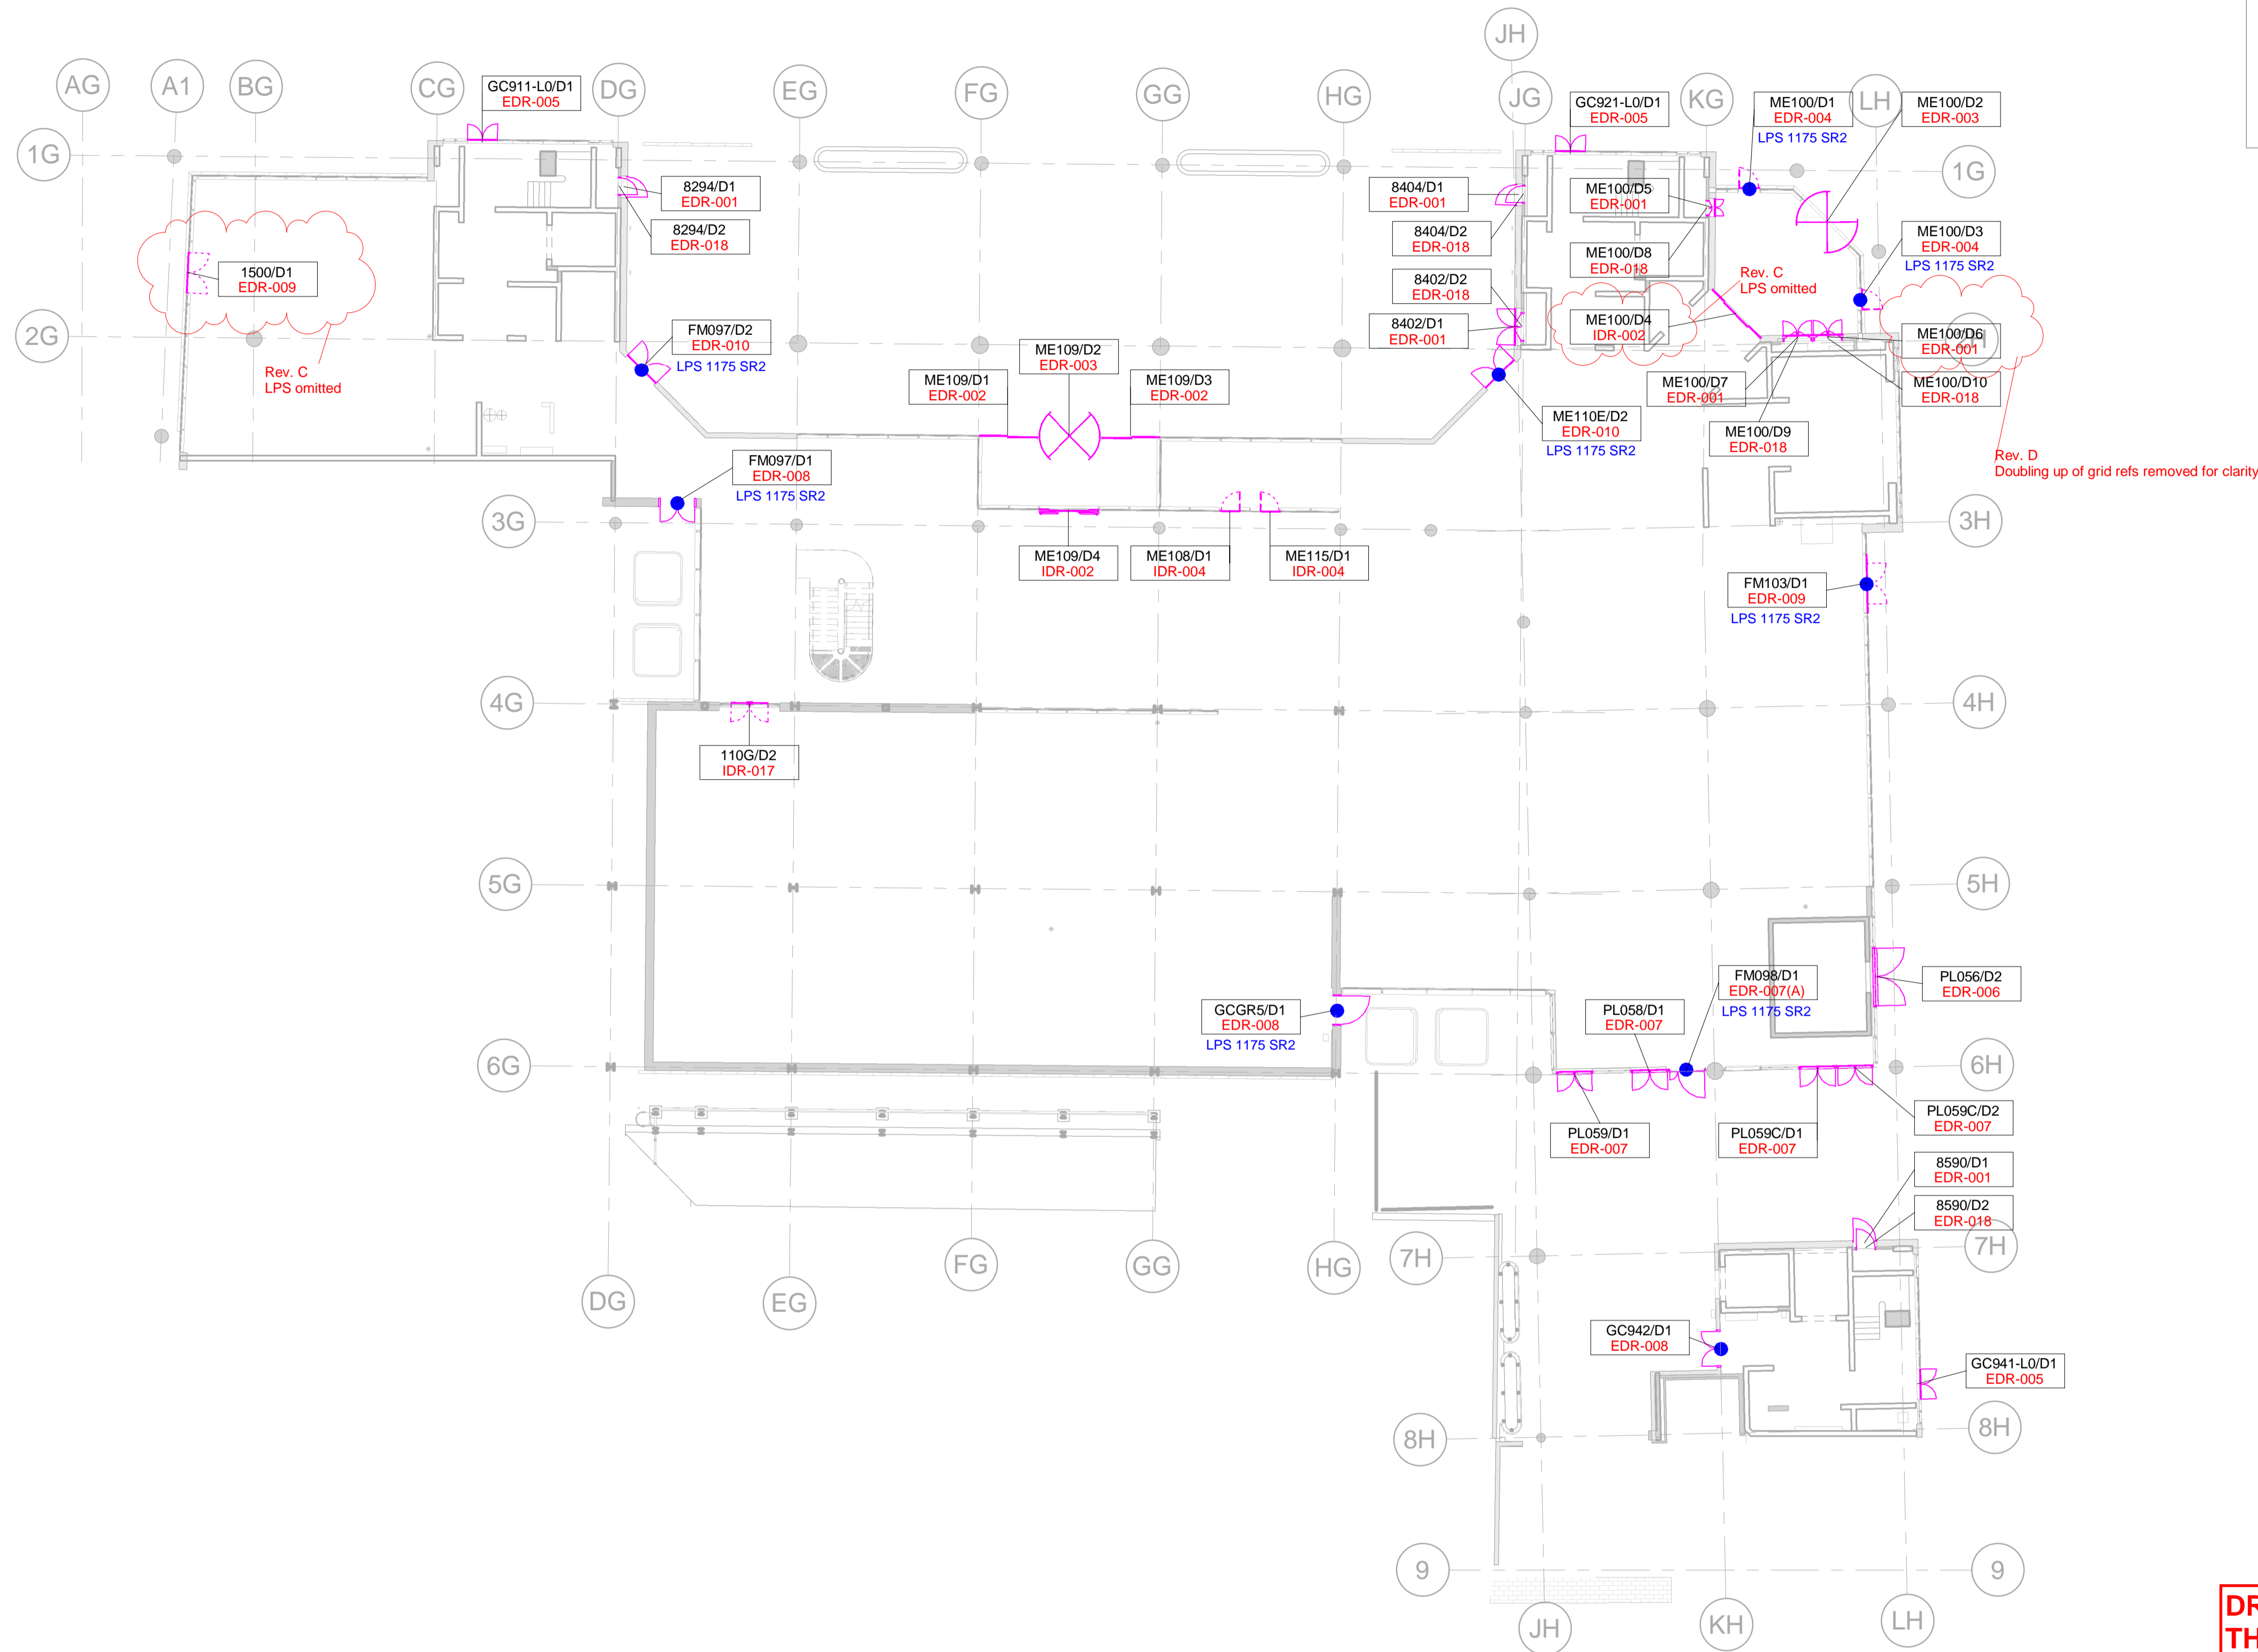 JH
AG
A1
BG
CG
DG
EG
FG
GG
HG
JG
KG
LH
GC911-L0/D1
EDR-005
GC921-L0/D1
EDR-005
ME100/D1
EDR-004
LPS 1175 SR2
ME100/D2
EDR-003
1G
1G
8294/D1
EDR-001
8294/D2
EDR-018
8404/D1
EDR-001
8404/D2
EDR-018
ME100/D5
EDR-001
ME100/D8
EDR-018
ME100/D3
EDR-004
LPS 1175 SR2
1500/D1
EDR-009
Rev. C
LPS omitted
8402/D2
EDR-018
8402/D1
EDR-001
Rev. C
LPS omitted
ME100/D4
IDR-002
2G
FM097/D2
EDR-010
LPS 1175 SR2
ME109/D2
EDR-003
ME109/D1
EDR-002
ME109/D3
EDR-002
ME100/D6
EDR-001
ME100/D7
EDR-001
ME100/D10
EDR-018
ME100/D9
EDR-018
ME110E/D2
EDR-010
LPS 1175 SR2
Rev. D
Doubling up of grid refs removed for clarity
FM097/D1
EDR-008
LPS 1175 SR2
3G
3H
ME109/D4
IDR-002
ME108/D1
IDR-004
ME115/D1
IDR-004
FM103/D1
EDR-009
LPS 1175 SR2
4G
4H
110G/D2
IDR-017
5G
5H
GCGR5/D1
EDR-008
LPS 1175 SR2
PL058/D1
EDR-007
FM098/D1
EDR-007(A)
LPS 1175 SR2
PL056/D2
EDR-006
6G
6H
PL059/D1
EDR-007
PL059C/D1
EDR-007
PL059C/D2
EDR-007
8590/D1
EDR-001
8590/D2
EDR-018
7H
7H
DG
EG
FG
GG
HG
GC942/D1
EDR-008
GC941-L0/D1
EDR-005
8H
8H
9
9
JH
KH
LH
DR
TH